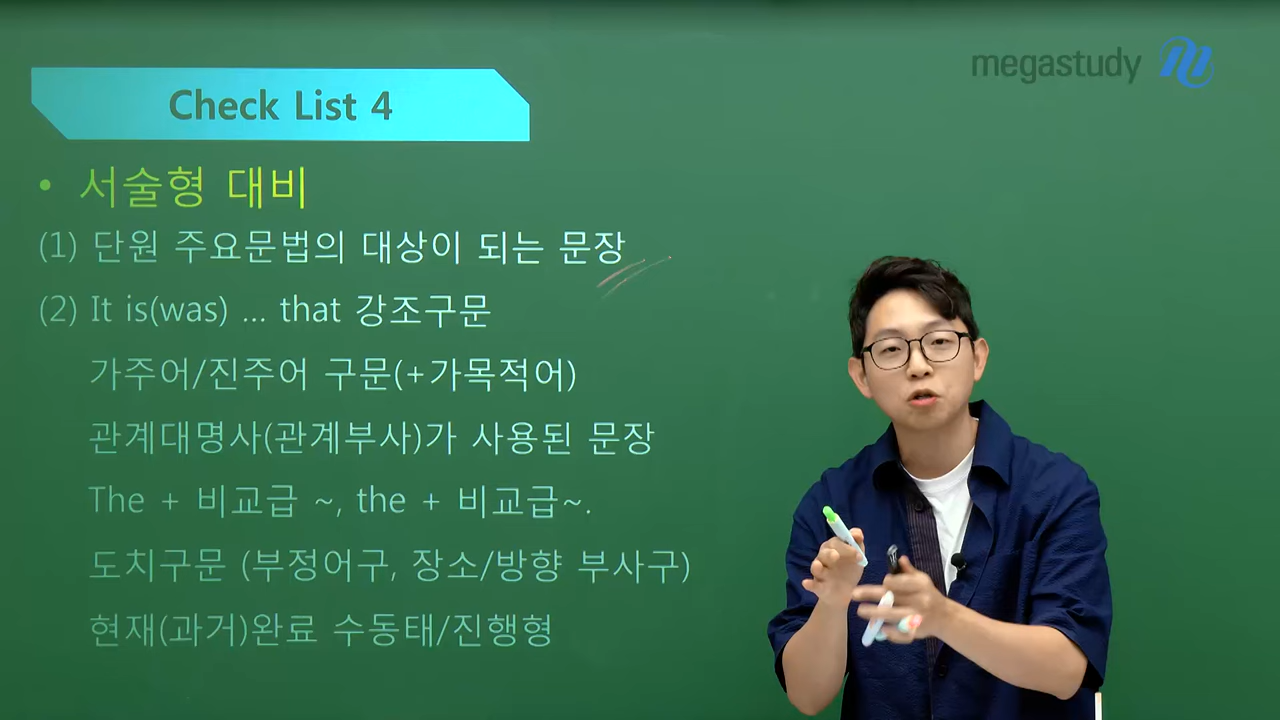 megastudy
Check List 4
• 서술형 대비
(1) 단원 주요문법의 대상이 되는 문장
(2) It is(was) ... that 강조구문
가주어/진주어 구문(+가목적어)
관계대명사(관계부사)가 사용된 문장
The + 비교급 ~, the + 비교급~.
도치구문 (부정어구, 장소/방향 부사구)
현재(과거)완료 수동태/진행형